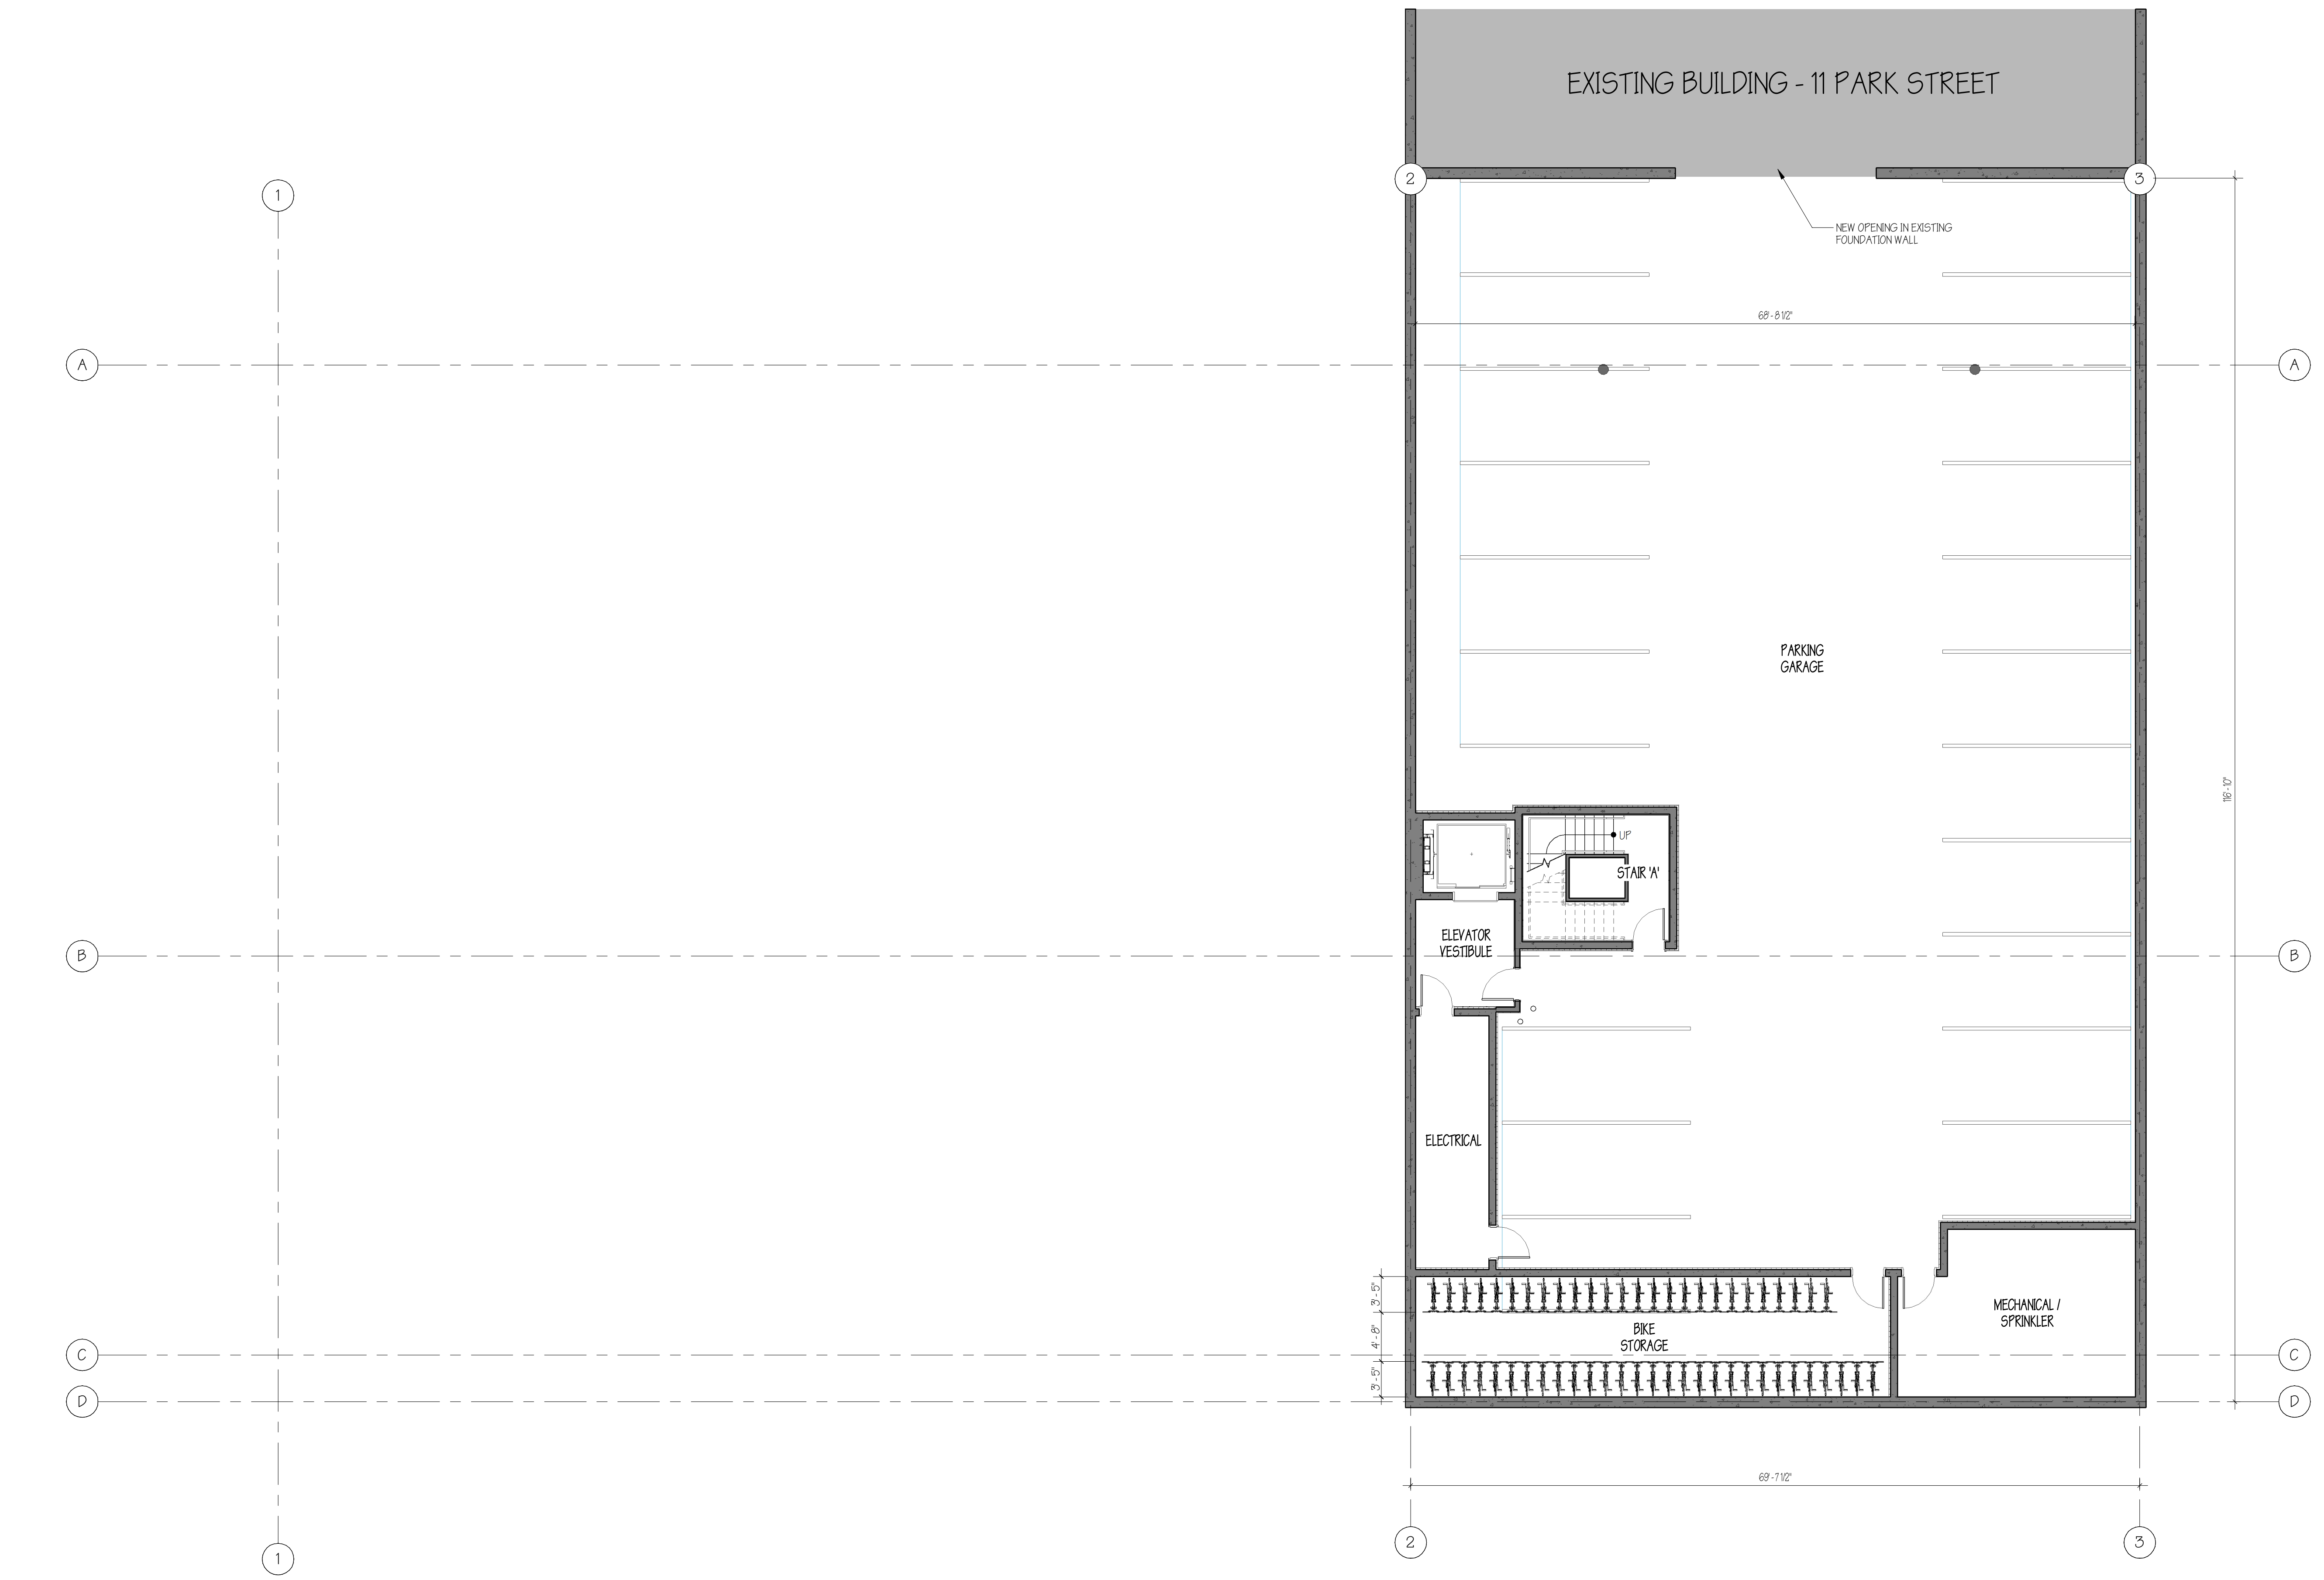 EXISTING BUILDING - 11 PARK STREET
2
3
1
NEW OPENING IN EXISTING
FOUNDATION WALL
68' - 8 1/2"
A
A
PARKING
GARAGE
116' - 10"
UP
STAIR 'A'
ELEVATOR
VESTIBULE
B
B
ELECTRICAL
3' - 5"
MECHANICAL /
SPRINKLER
BIKE
STORAGE
4' - 8"
C
C
3' - 5"
D
D
69' - 7 1/2"
2
3
1